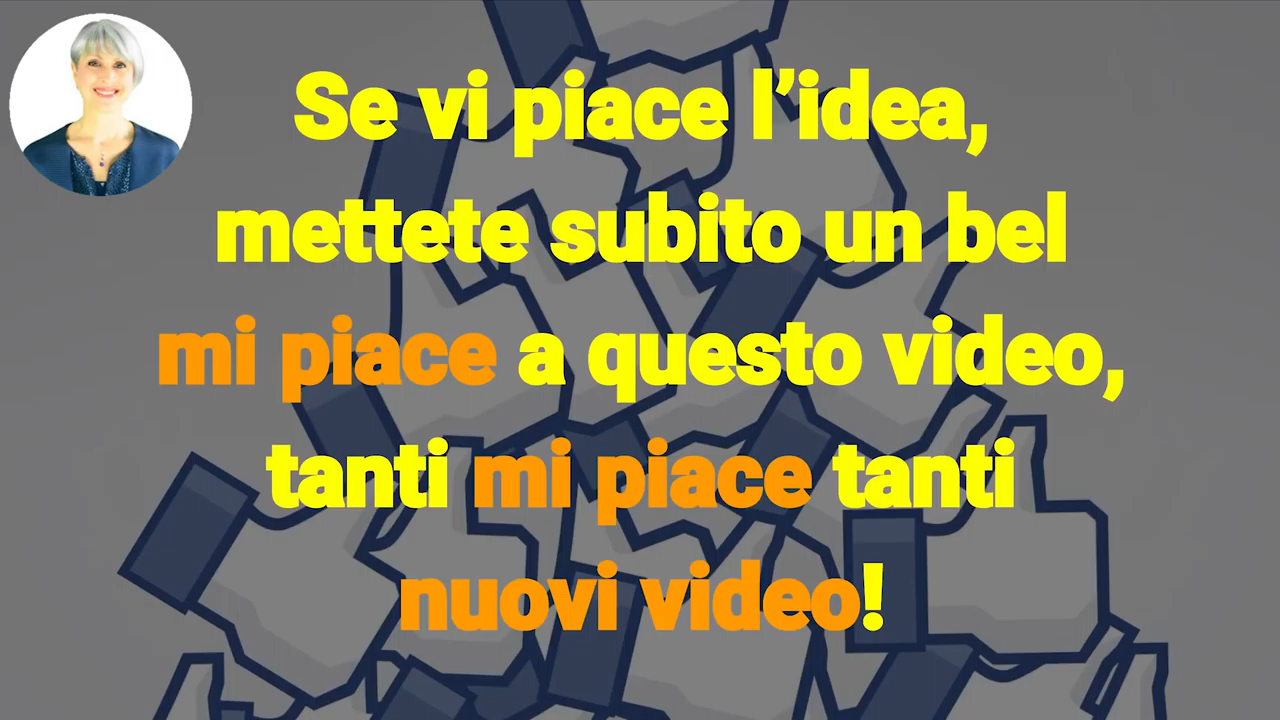 Se vi piace l’idea,
mettete subito un bel
mi piace a questo video,
tanti mi piace tanti
nuovi video!